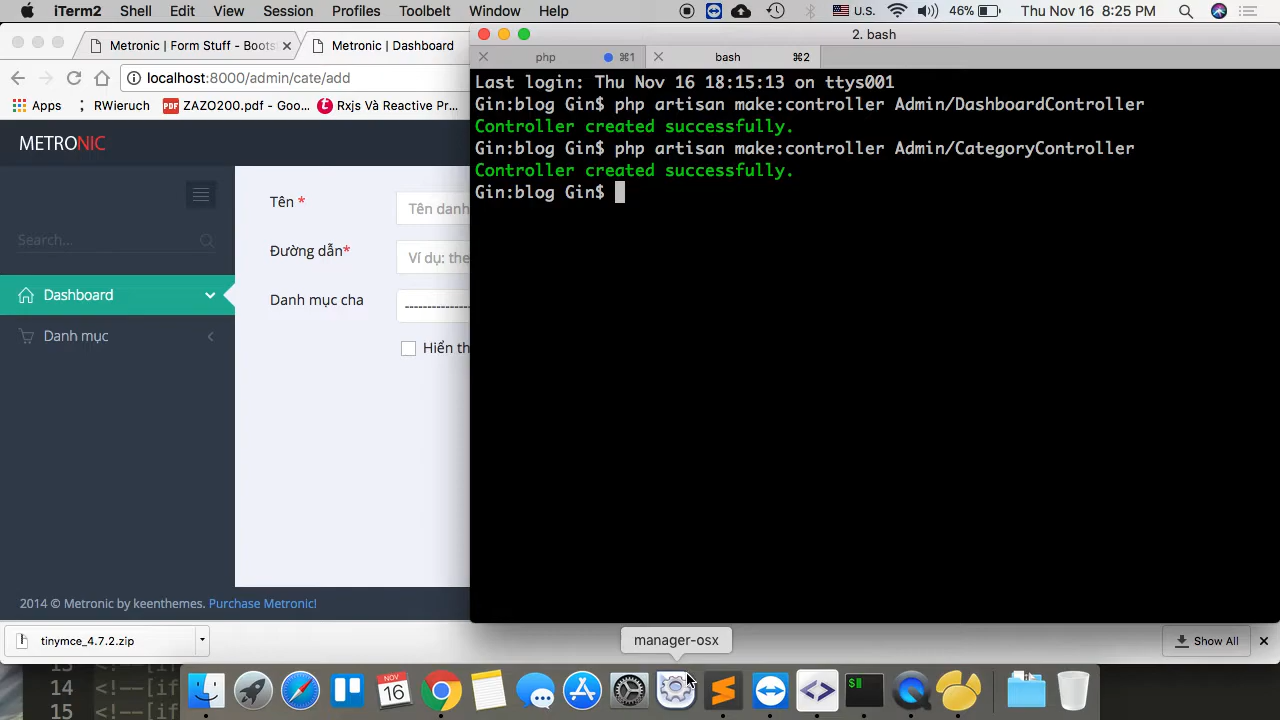 iTerm2 Shell Edit View Session Profiles Toolbelt Window Help U.S. 46% Thu Nov 16 8:25 PM
Metronic | Form Stuff - Boots
Metronic | Dashboard
2. bash
php ⌘1
bash ⌘2
localhost:8000/admin/cate/add
Apps RWieruch ZAZO200.pdf - Goo... Rxjs Và Reactive Pr...
METRONIC
Search...
Dashboard
Danh mục
Tên *
Tên danh
Đường dẫn*
Ví dụ: the
Danh mục cha
----------------
Hiển th
2014 © Metronic by keenthemes. Purchase Metronic!
Last login: Thu Nov 16 18:15:13 on ttys001
Gin:blog Gin$ php artisan make:controller Admin/DashboardController
Controller created successfully.
Gin:blog Gin$ php artisan make:controller Admin/CategoryController
Controller created successfully.
Gin:blog Gin$
tinymce_4.7.2.zip
manager-osx
Show All
14 <!--[if
15 <!--[if
NOV
16
$